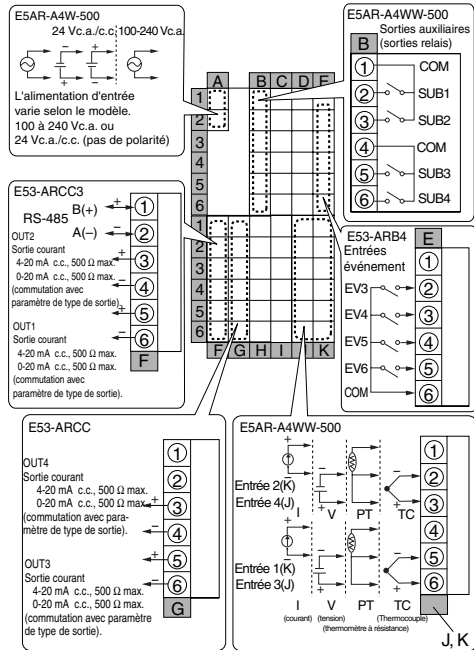 E5AR-A4W-500
24 Vc.a./c.c 100-240 Vc.a.
L'alimentation d'entrée
varie selon le modèle.
100 à 240 Vc.a. ou
24 Vc.a./c.c. (pas de polarité)
A B C D E
1
2
3
4
5
6
1
2
3
4
5
6
F G H I J K
E5AR-A4WW-500
Sorties auxiliaires
(sorties relais)
B
1 COM
2 SUB1
3 SUB2
4 COM
5 SUB3
6 SUB4
E53-ARCC3
RS-485
B(+) 1
A(−) 2
OUT2
Sortie courant
4-20 mA c.c., 500 Ω max.
0-20 mA c.c., 500 Ω max.
(commutation avec
paramètre de type de sortie).
+ 3
− 4
OUT1
Sortie courant
4-20 mA c.c., 500 Ω max.
0-20 mA c.c., 500 Ω max.
(commutation avec
paramètre de type de sortie).
+ 5
− 6
F
E53-ARB4
Entrées
événement
E
1
EV3 2
EV4 3
EV5 4
EV6 5
COM 6
E53-ARCC
1
2
OUT4
Sortie courant
4-20 mA c.c., 500 Ω max.
0-20 mA c.c., 500 Ω max.
(commutation avec para-
mètre de type de sortie).
+ 3
− 4
OUT3
Sortie courant
4-20 mA c.c., 500 Ω max.
0-20 mA c.c., 500 Ω max.
(commutation avec paramètre
de type de sortie).
+ 5
− 6
G
E5AR-A4WW-500
Entrée 2(K)
Entrée 4(J)
I V PT TC
Entrée 1(K)
Entrée 3(J)
I V PT TC
(courant) (tension) (Thermocouple)
(thermomètre à résistance)
1
2
3
4
5
6
J, K